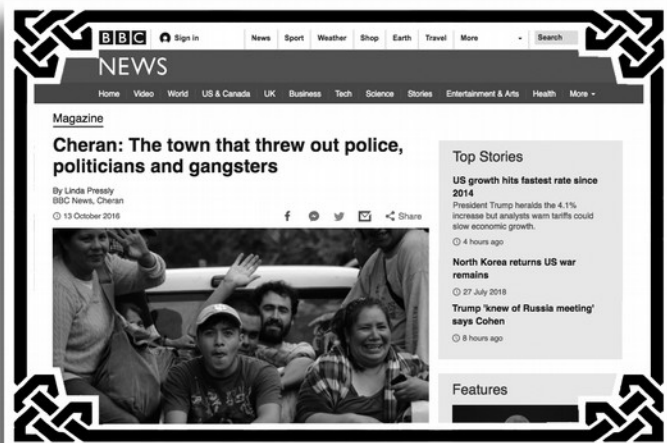 BBC Sign in News Sport Weather Shop Earth Travel More Search
NEWS
Home Video World US & Canada UK Business Tech Science Stories Entertainment & Arts Health More
Magazine
Cheran: The town that threw out police,
politicians and gangsters
By Linda Pressly
BBC News, Cheran
13 October 2016
Share
Top Stories
US growth hits fastest rate since
2014
President Trump heralds the 4.1%
increase but analysts warn tariffs could
slow economic growth.
4 hours ago
North Korea returns US war
remains
27 July 2018
Trump 'knew of Russia meeting'
says Cohen
8 hours ago
Features